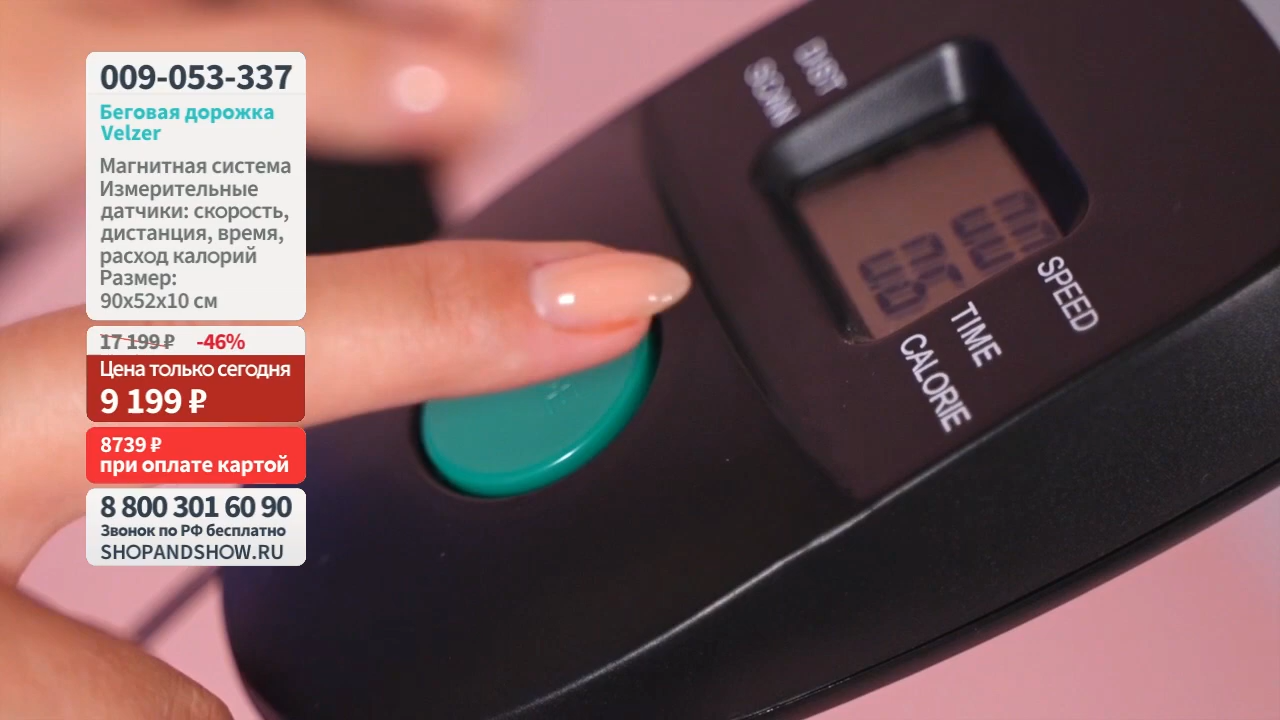 009-053-337
Беговая дорожка
Velzer
Магнитная система
Измерительные
датчики: скорость,
дистанция, время,
расход калорий
Размер:
90x52x10 см
17 199 ₽ -46%
Цена только сегодня
9 199 ₽
8739 ₽
при оплате картой
8 800 301 60 90
Звонок по РФ бесплатно
SHOPANDSHOW.RU
DIST
SCAN
SPEED
TIME
CALORIE